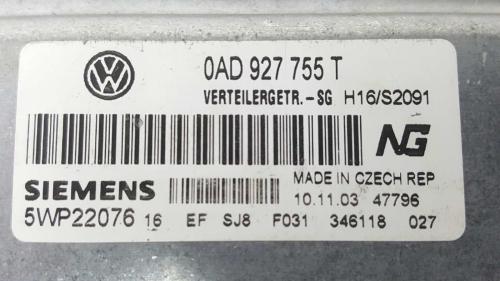 0AD 927 755 T
VERTEILERGETR.-SG H16/S2091
NG
SIEMENS MADE IN CZECH REP
10.11.03 47796
5WP22076 16 EF SJ8 F031 346118 027